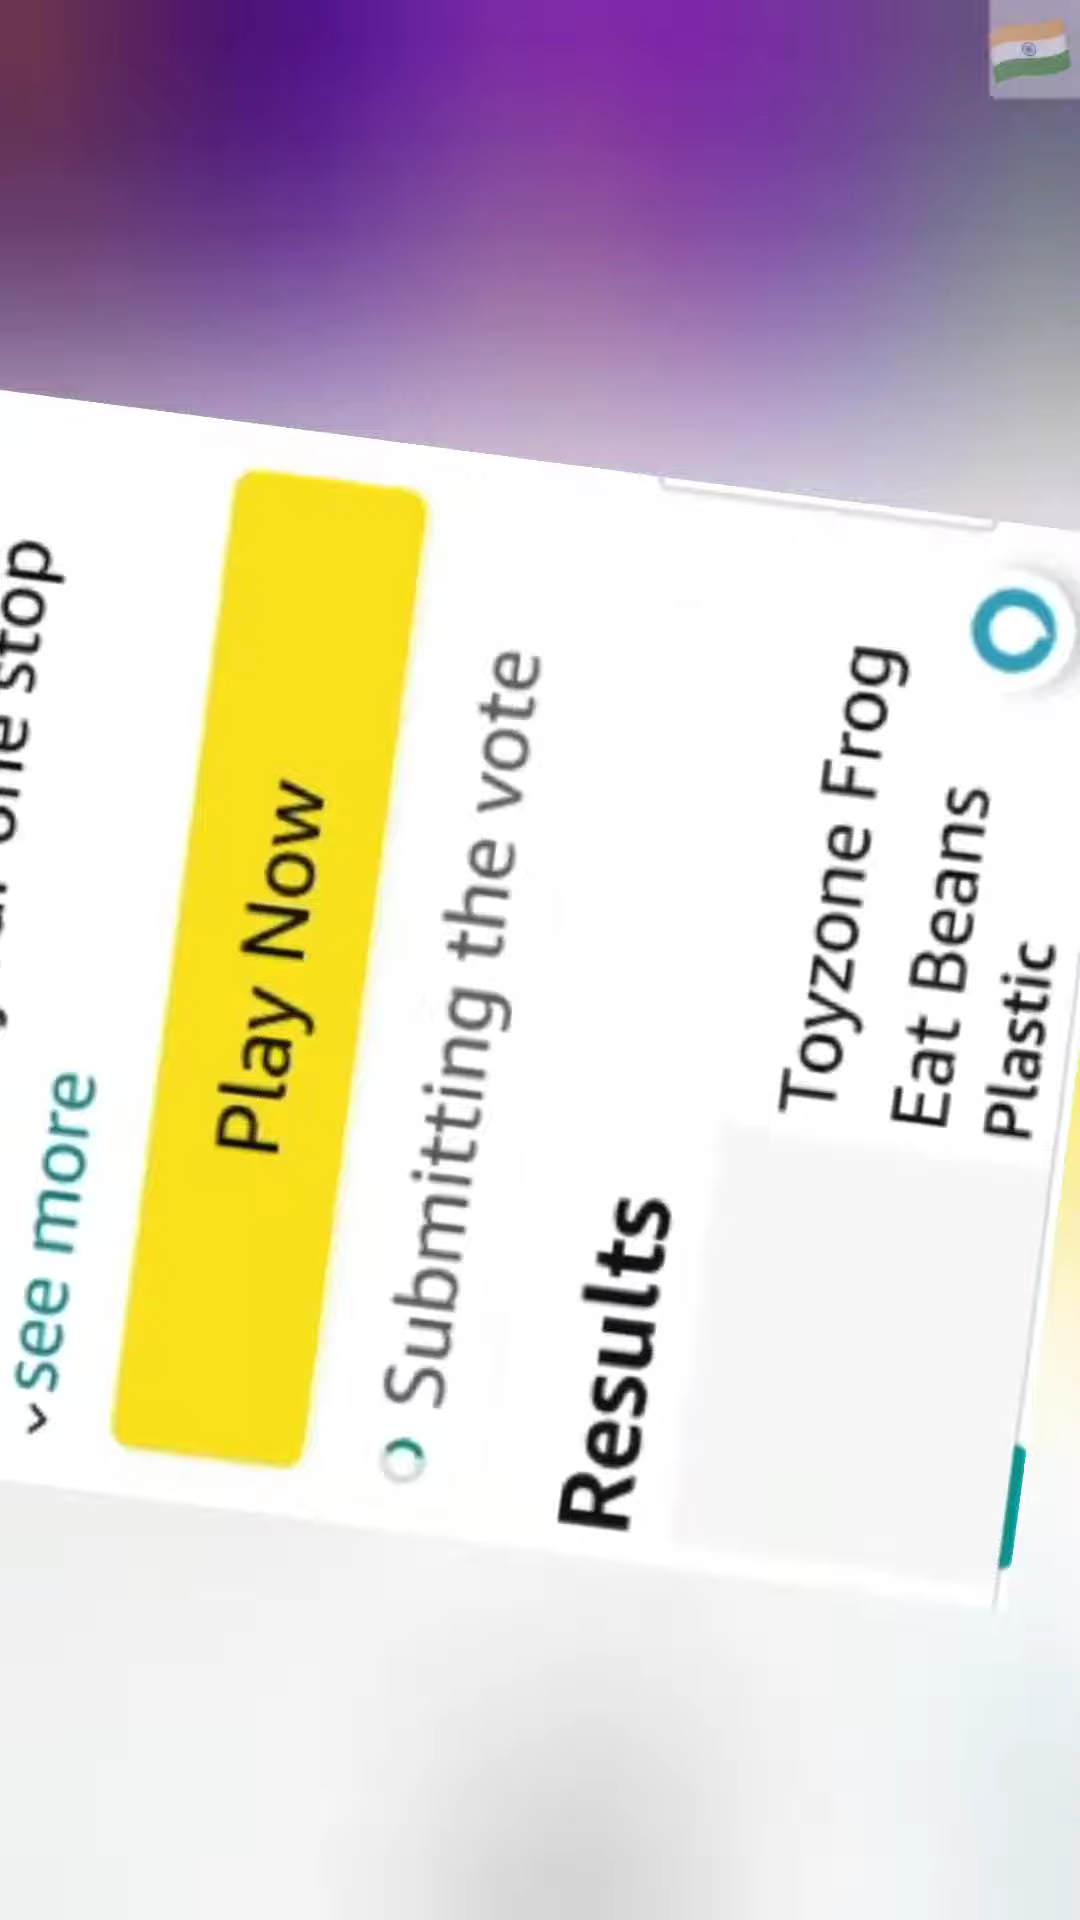 one stop
see more
Play Now
Submitting the vote
Results
Toyzone Frog
Eat Beans
Plastic